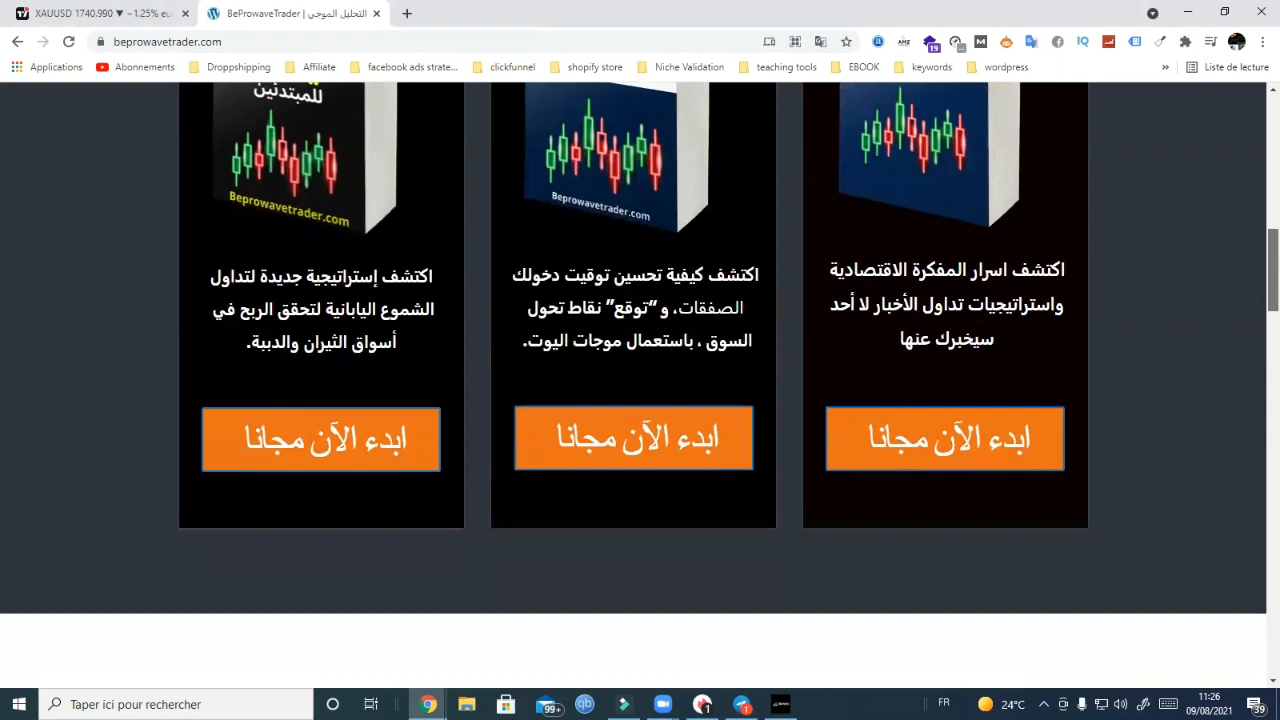 XAUUSD 1740.990 ▼ −1.25% eu
BeProwaveTrader | التحليل الموجي
beprowavetrader.com
19
Applications
Abonnements
Droppshipping
Affiliate
facebook ads strate...
clickfunnel
shopify store
Niche Validation
teaching tools
EBOOK
keywords
wordpress
»
Liste de lecture
للمبتدئين
Beprowavetrader.com
Beprowavetrader.com
اكتشف إستراتيجية جديدة لتداول
الشموع اليابانية لتحقق الربح في
أسواق الثيران والدببة.
ابدء الآن مجانا
اكتشف كيفية تحسين توقيت دخولك
الصفقات، و “توقع” نقاط تحول
السوق ، باستعمال موجات اليوت.
ابدء الآن مجانا
اكتشف اسرار المفكرة الاقتصادية
واستراتيجيات تداول الأخبار لا أحد
سيخبرك عنها
ابدء الآن مجانا
Taper ici pour rechercher
99+
qb
1
1
FR
24°C
11:26
09/08/2021
39